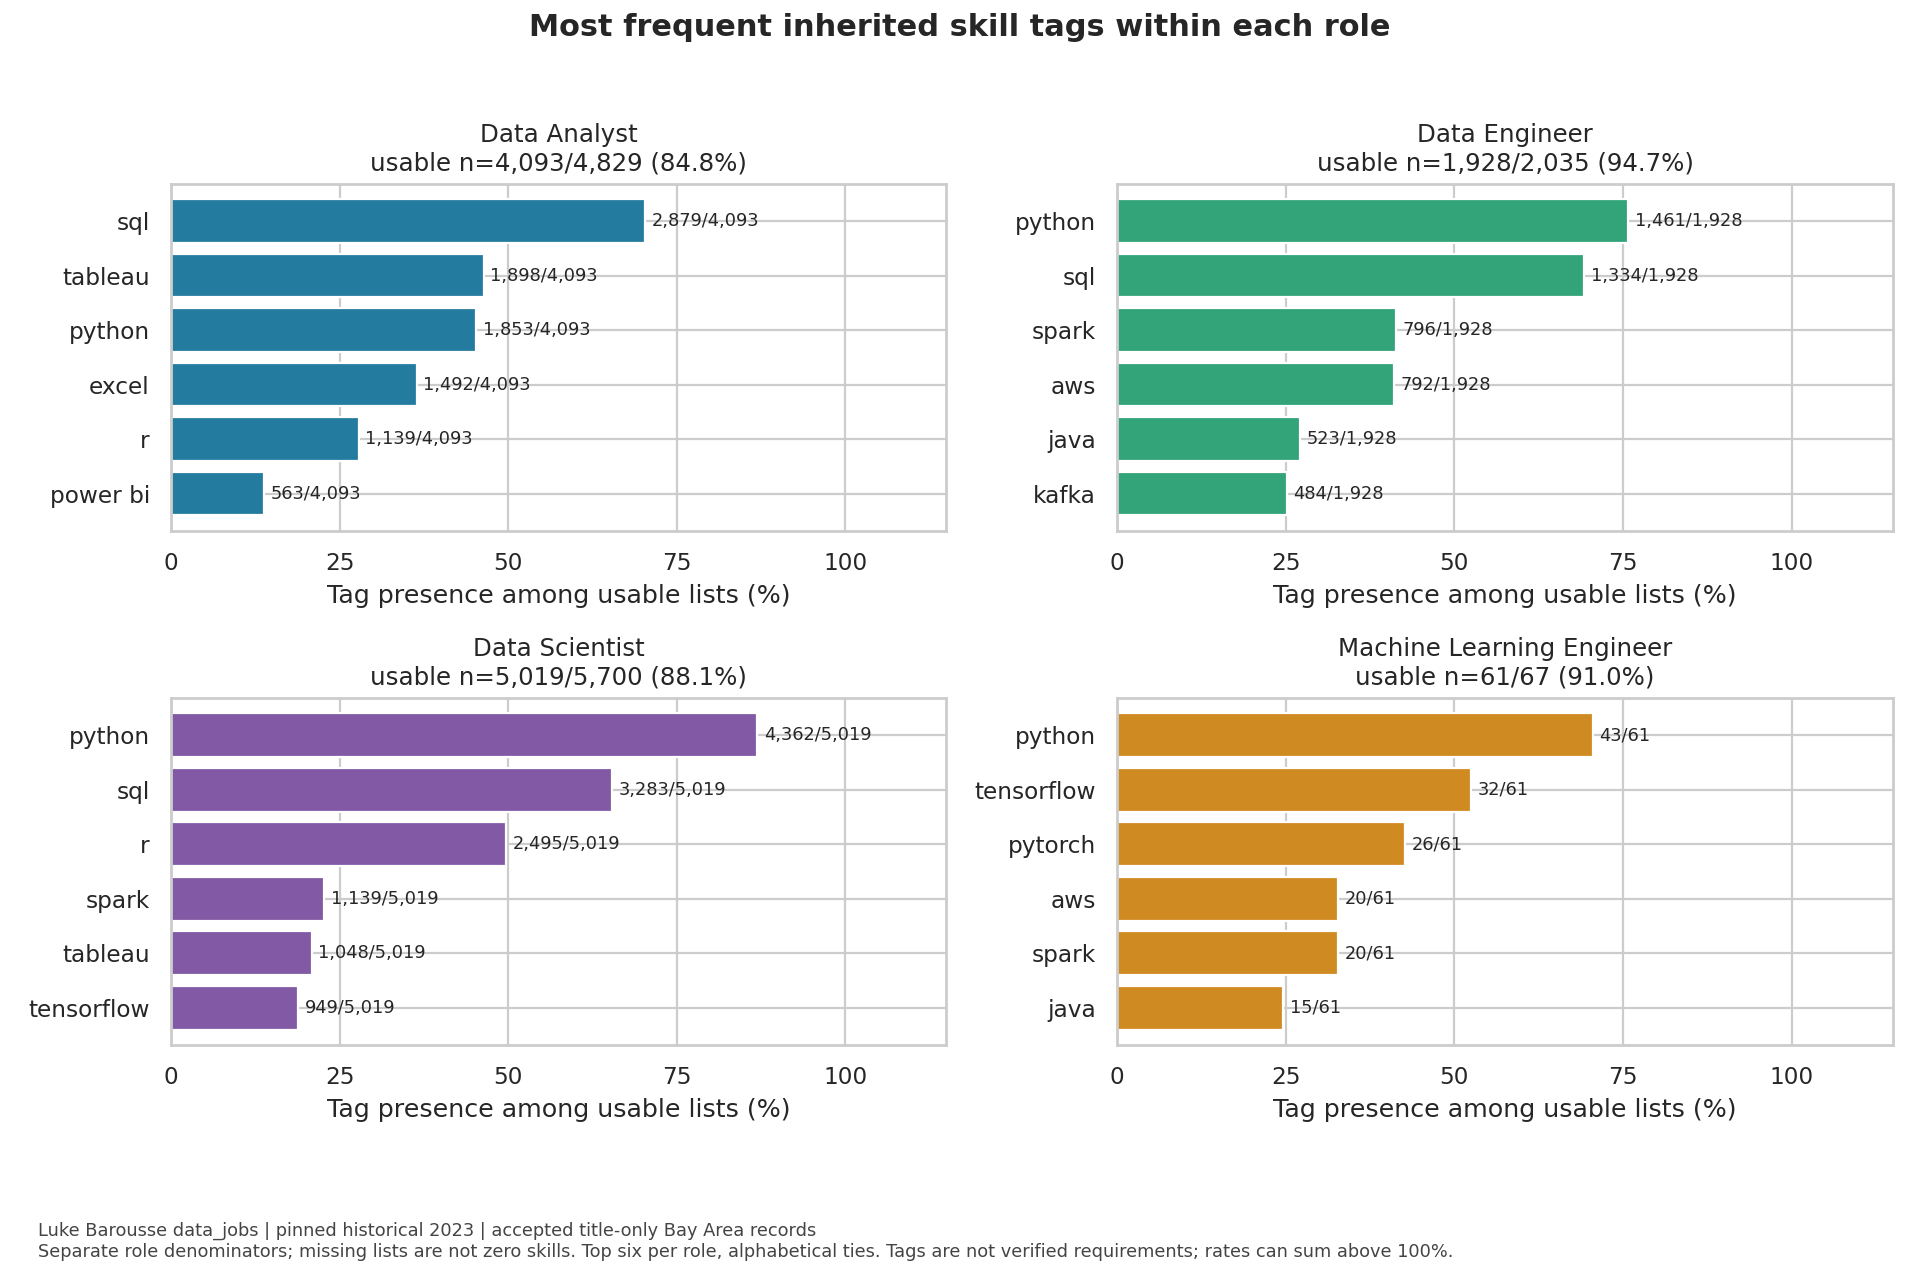 Most frequent inherited skill tags within each role
Data Analyst
usable n=4,093/4,829 (84.8%)
sql
2,879/4,093
tableau
1,898/4,093
python
1,853/4,093
excel
1,492/4,093
r
1,139/4,093
power bi
563/4,093
0 25 50 75 100
Tag presence among usable lists (%)
Data Engineer
usable n=1,928/2,035 (94.7%)
python
1,461/1,928
sql
1,334/1,928
spark
796/1,928
aws
792/1,928
java
523/1,928
kafka
484/1,928
0 25 50 75 100
Tag presence among usable lists (%)
Data Scientist
usable n=5,019/5,700 (88.1%)
python
4,362/5,019
sql
3,283/5,019
r
2,495/5,019
spark
1,139/5,019
tableau
1,048/5,019
tensorflow
949/5,019
0 25 50 75 100
Tag presence among usable lists (%)
Machine Learning Engineer
usable n=61/67 (91.0%)
python
43/61
tensorflow
32/61
pytorch
26/61
aws
20/61
spark
20/61
java
15/61
0 25 50 75 100
Tag presence among usable lists (%)
Luke Barousse data_jobs | pinned historical 2023 | accepted title-only Bay Area records
Separate role denominators; missing lists are not zero skills. Top six per role, alphabetical ties. Tags are not verified requirements; rates can sum above 100%.